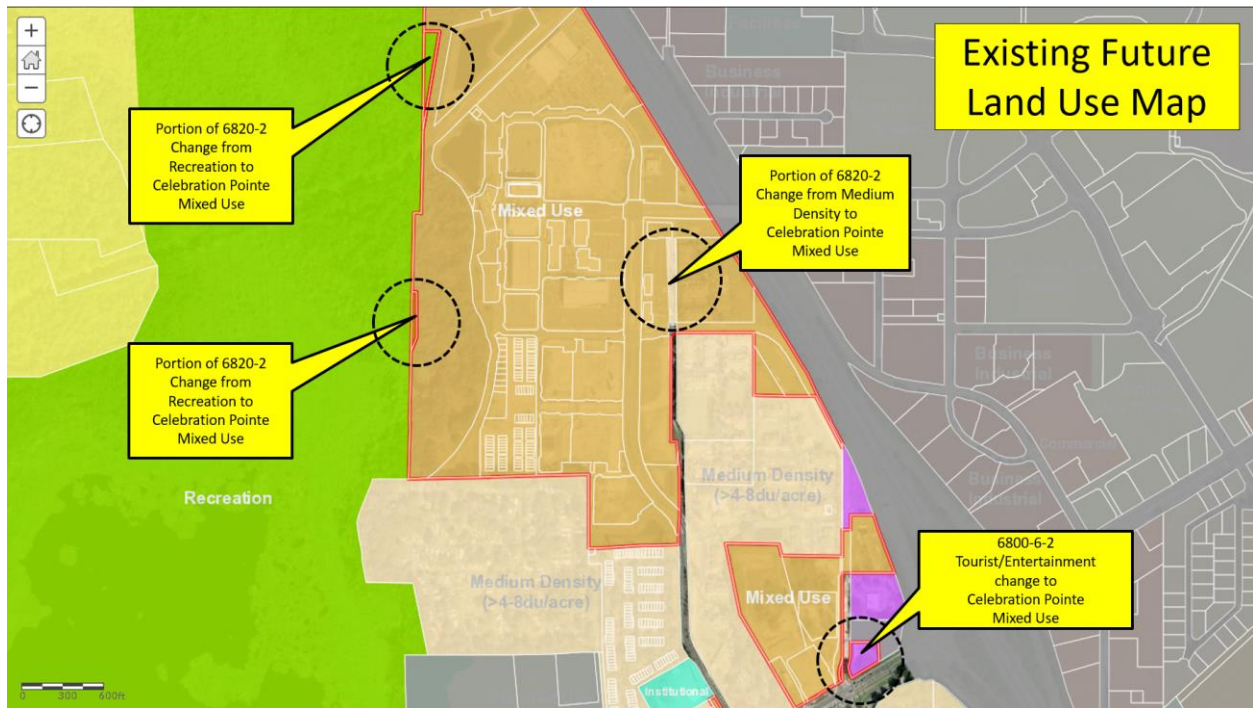 +
−
Existing Future
Land Use Map
Business
Portion of 6820-2
Change from
Recreation to
Celebration Pointe
Mixed Use
Portion of 6820-2
Change from Medium
Density to
Celebration Pointe
Mixed Use
Mixed Use
Portion of 6820-2
Change from
Recreation to
Celebration Pointe
Mixed Use
Business
Industrial
Commercial
Medium Density
(>4-8du/acre)
Business
Industrial
Recreation
6800-6-2
Tourist/Entertainment
change to
Celebration Pointe
Mixed Use
Medium Density
(>4-8du/acre)
Mixed Use
Institutional
0 300 600ft